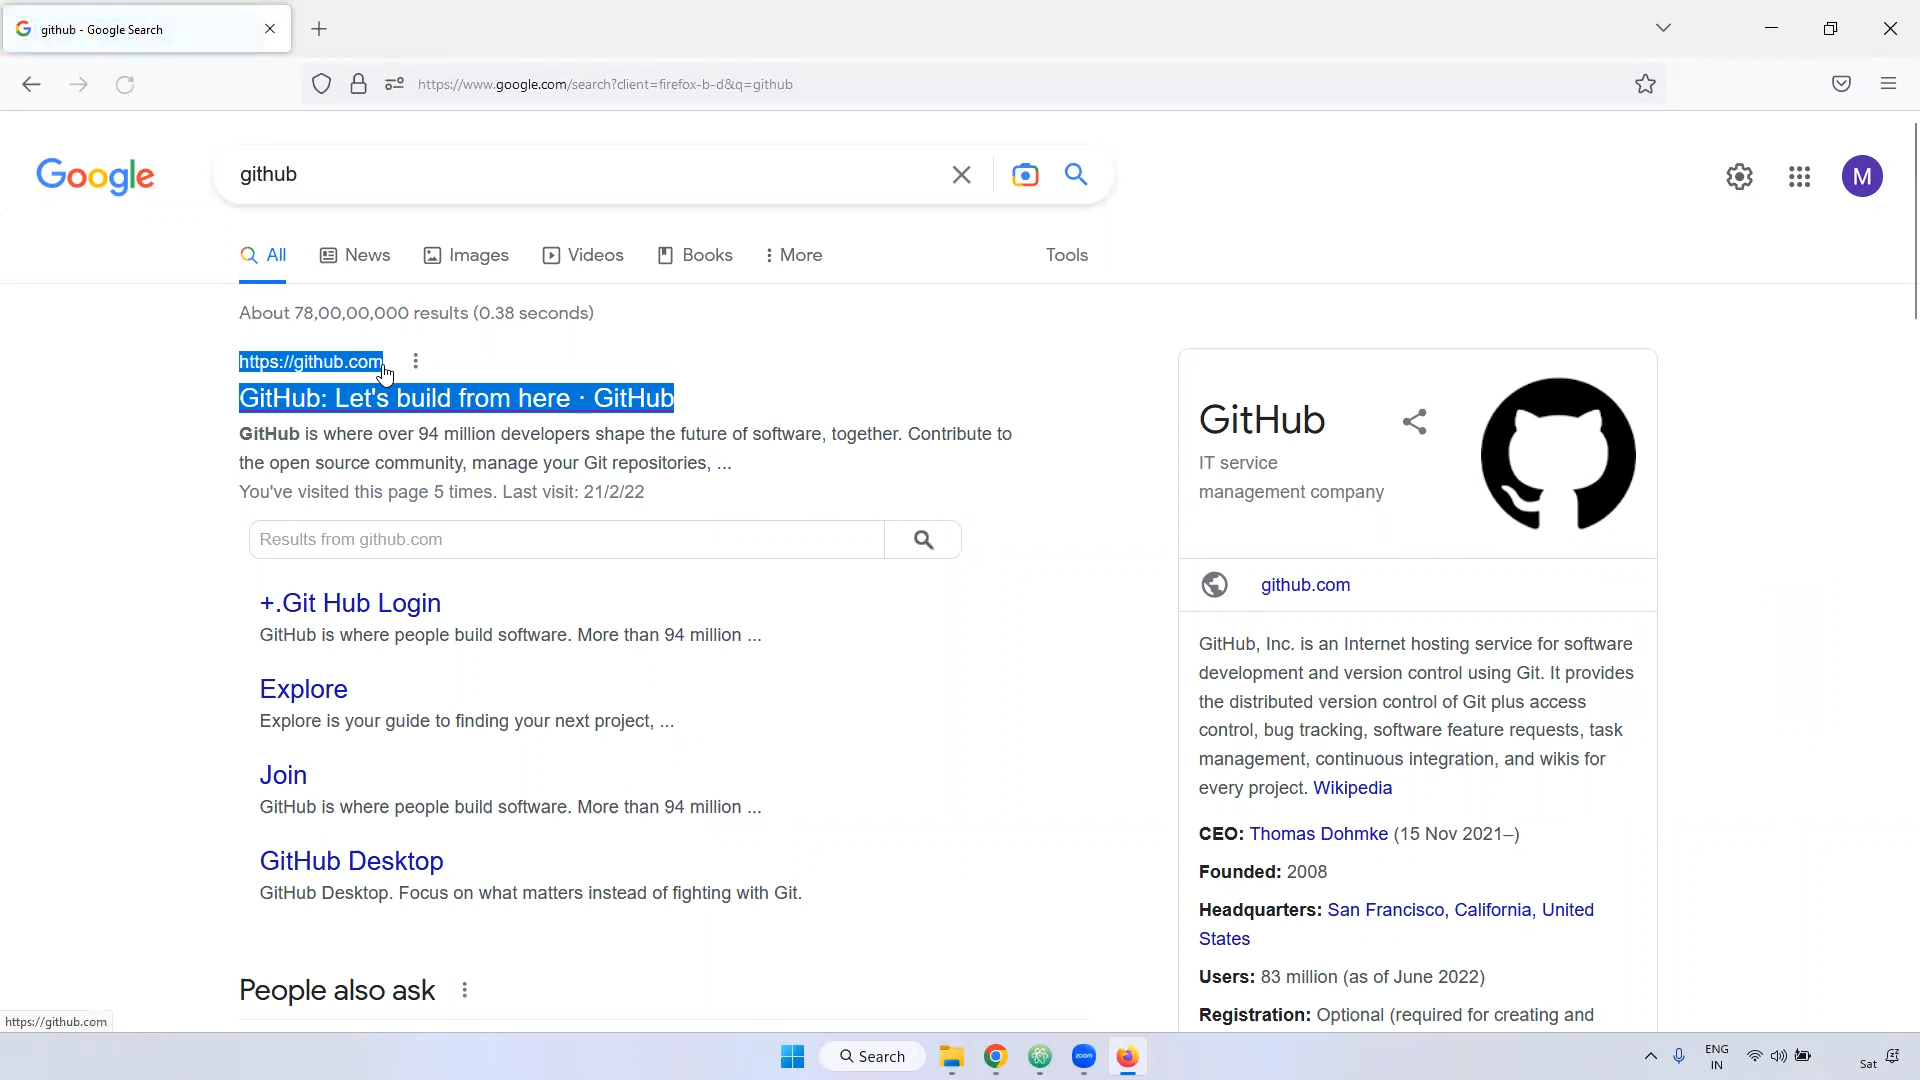 github - Google Search
https://www.google.com/search?client=firefox-b-d&q=github
Google
github
M
All
News
Images
Videos
Books
More
Tools
About 78,00,00,000 results (0.38 seconds)
https://github.com
GitHub: Let's build from here · GitHub
GitHub is where over 94 million developers shape the future of software, together. Contribute to
the open source community, manage your Git repositories, ...
You've visited this page 5 times. Last visit: 21/2/22
Results from github.com
+.Git Hub Login
GitHub is where people build software. More than 94 million ...
Explore
Explore is your guide to finding your next project, ...
Join
GitHub is where people build software. More than 94 million ...
GitHub Desktop
GitHub Desktop. Focus on what matters instead of fighting with Git.
People also ask
GitHub
IT service
management company
github.com
GitHub, Inc. is an Internet hosting service for software
development and version control using Git. It provides
the distributed version control of Git plus access
control, bug tracking, software feature requests, task
management, continuous integration, and wikis for
every project. Wikipedia
CEO: Thomas Dohmke (15 Nov 2021–)
Founded: 2008
Headquarters: San Francisco, California, United
States
Users: 83 million (as of June 2022)
Registration: Optional (required for creating and
https://github.com
Search
zoom
ENG
IN
Sat